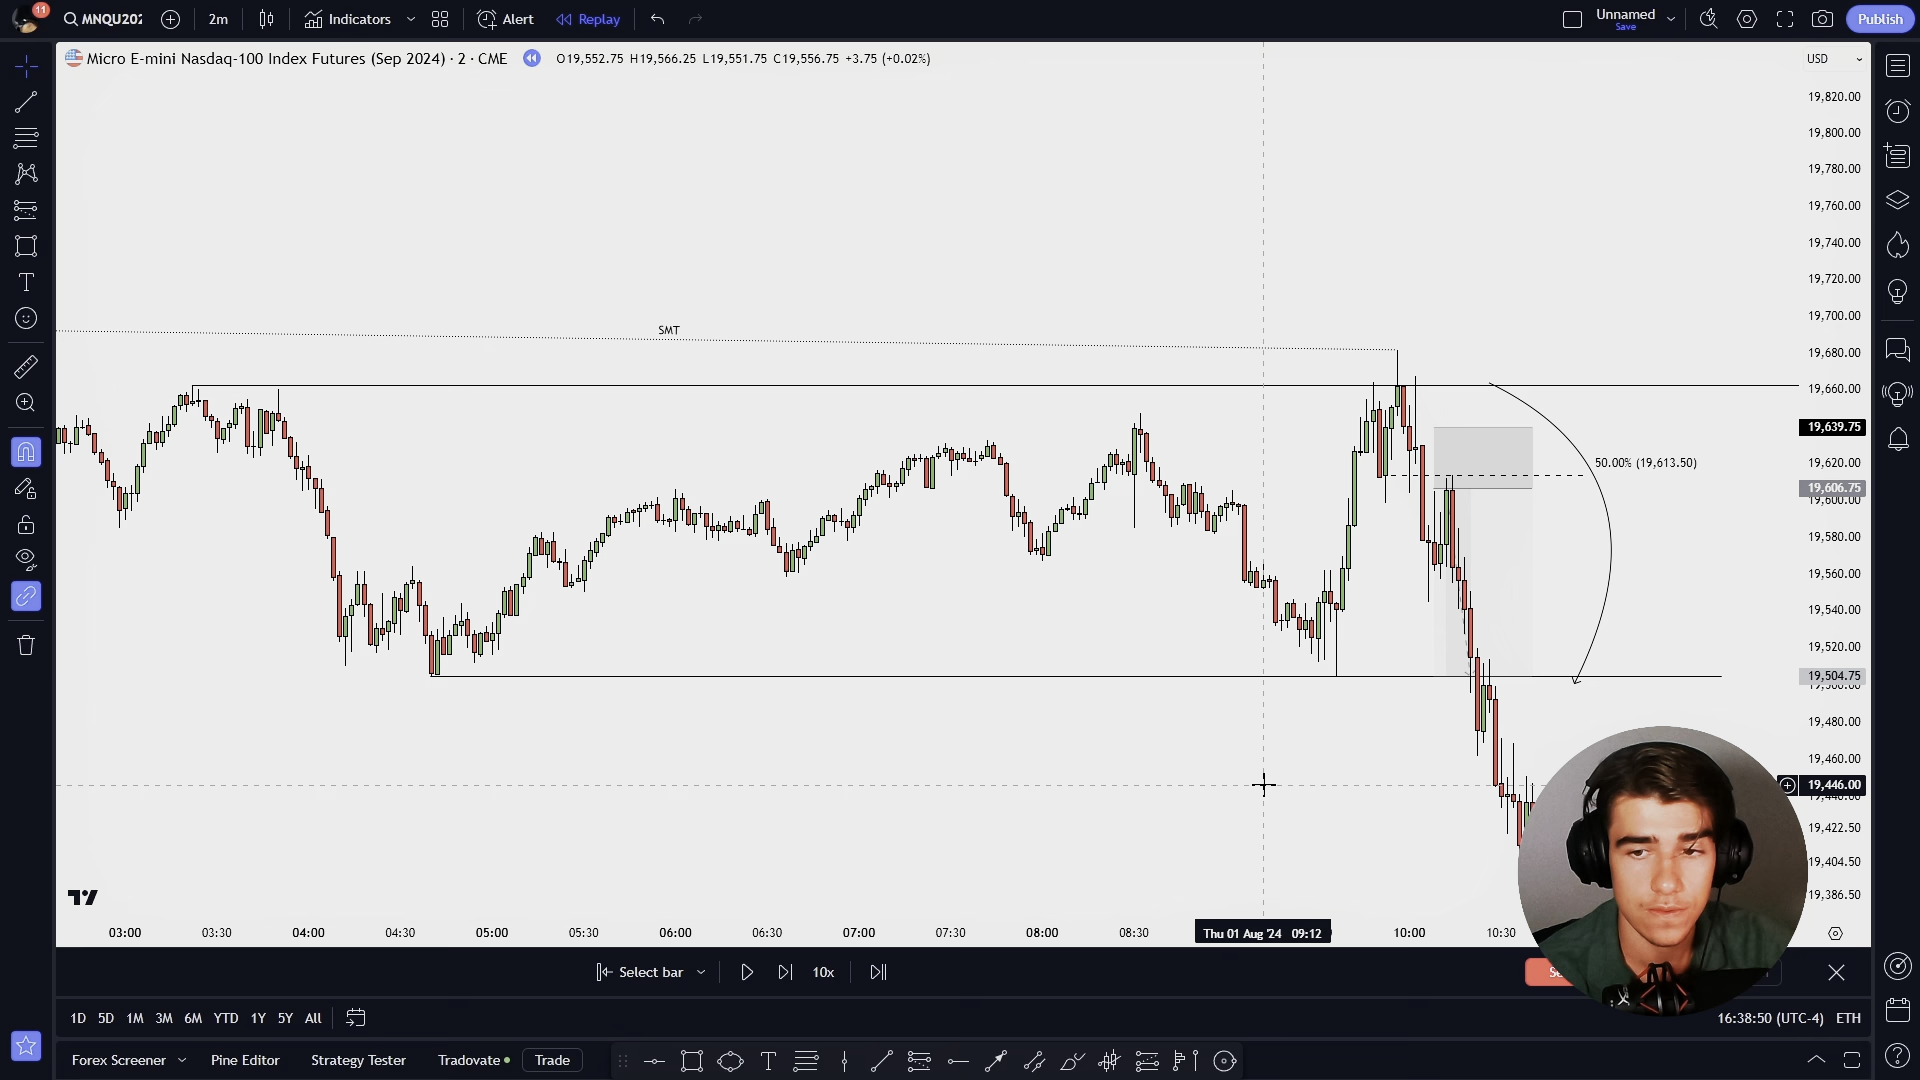 11
MNQU202
2m
Indicators
Alert
Replay
Unnamed
Save
Publish
Micro E-mini Nasdaq-100 Index Futures (Sep 2024) · 2 · CME
O19,552.75 H19,566.25 L19,551.75 C19,556.75 +3.75 (+0.02%)
USD
19,820.00
19,800.00
19,780.00
19,760.00
19,740.00
19,720.00
19,700.00
SMT
19,680.00
19,660.00
19,639.75
50.00% (19,613.50)
19,620.00
19,606.75
19,600.00
19,580.00
19,560.00
19,540.00
19,520.00
19,504.75
19,480.00
19,460.00
19,446.00
19,422.50
19,404.50
19,386.50
03:00
03:30
04:00
04:30
05:00
05:30
06:00
06:30
07:00
07:30
08:00
08:30
Thu 01 Aug '24 09:12
10:00
10:30
Select bar
10x
1D 5D 1M 3M 6M YTD 1Y 5Y All
16:38:50 (UTC-4) ETH
Forex Screener
Pine Editor
Strategy Tester
Tradovate
Trade